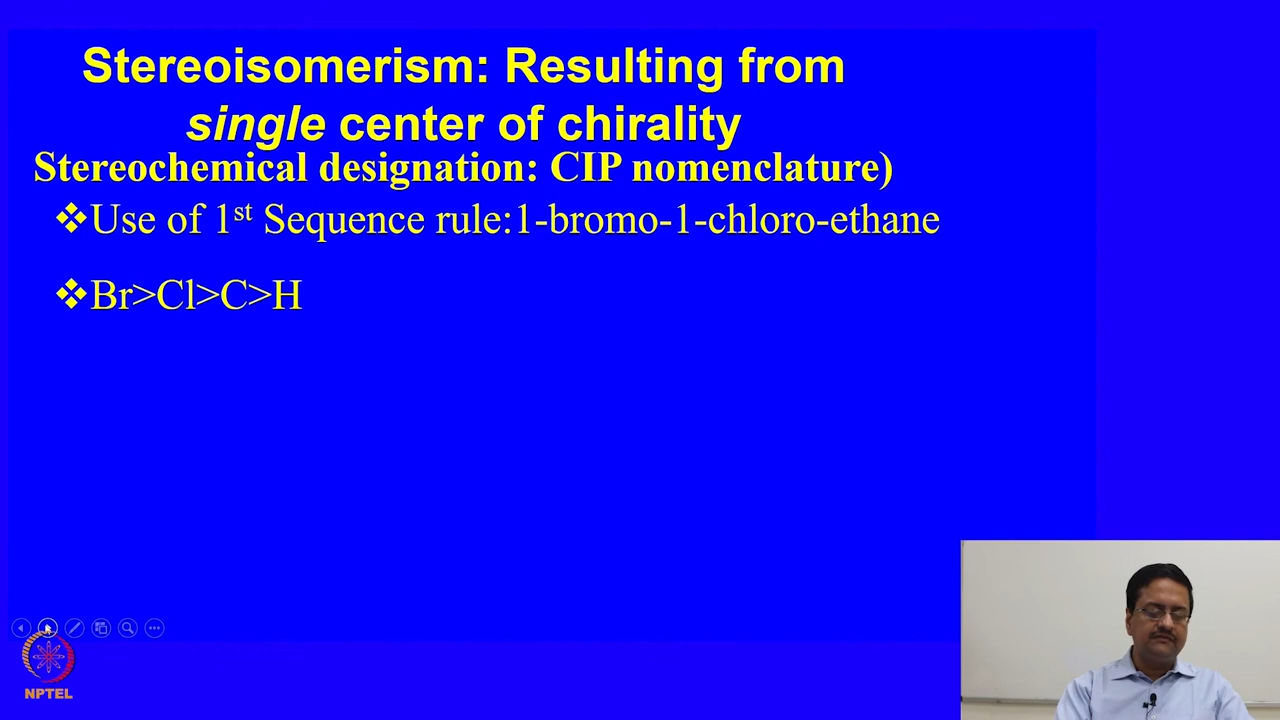 Stereoisomerism: Resulting from
single center of chirality
Stereochemical designation: CIP nomenclature)
❖Use of 1st Sequence rule:1-bromo-1-chloro-ethane
❖Br>Cl>C>H
NPTEL